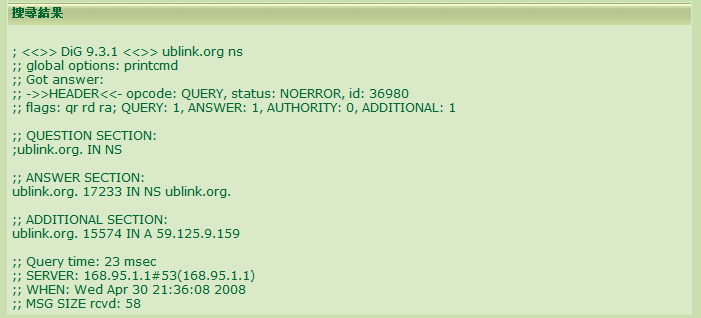 搜尋結果
; <<>> DiG 9.3.1 <<>> ublink.org ns
;; global options: printcmd
;; Got answer:
;; ->>HEADER<<- opcode: QUERY, status: NOERROR, id: 36980
;; flags: qr rd ra; QUERY: 1, ANSWER: 1, AUTHORITY: 0, ADDITIONAL: 1
;; QUESTION SECTION:
;ublink.org. IN NS
;; ANSWER SECTION:
ublink.org. 17233 IN NS ublink.org.
;; ADDITIONAL SECTION:
ublink.org. 15574 IN A 59.125.9.159
;; Query time: 23 msec
;; SERVER: 168.95.1.1#53(168.95.1.1)
;; WHEN: Wed Apr 30 21:36:08 2008
;; MSG SIZE rcvd: 58